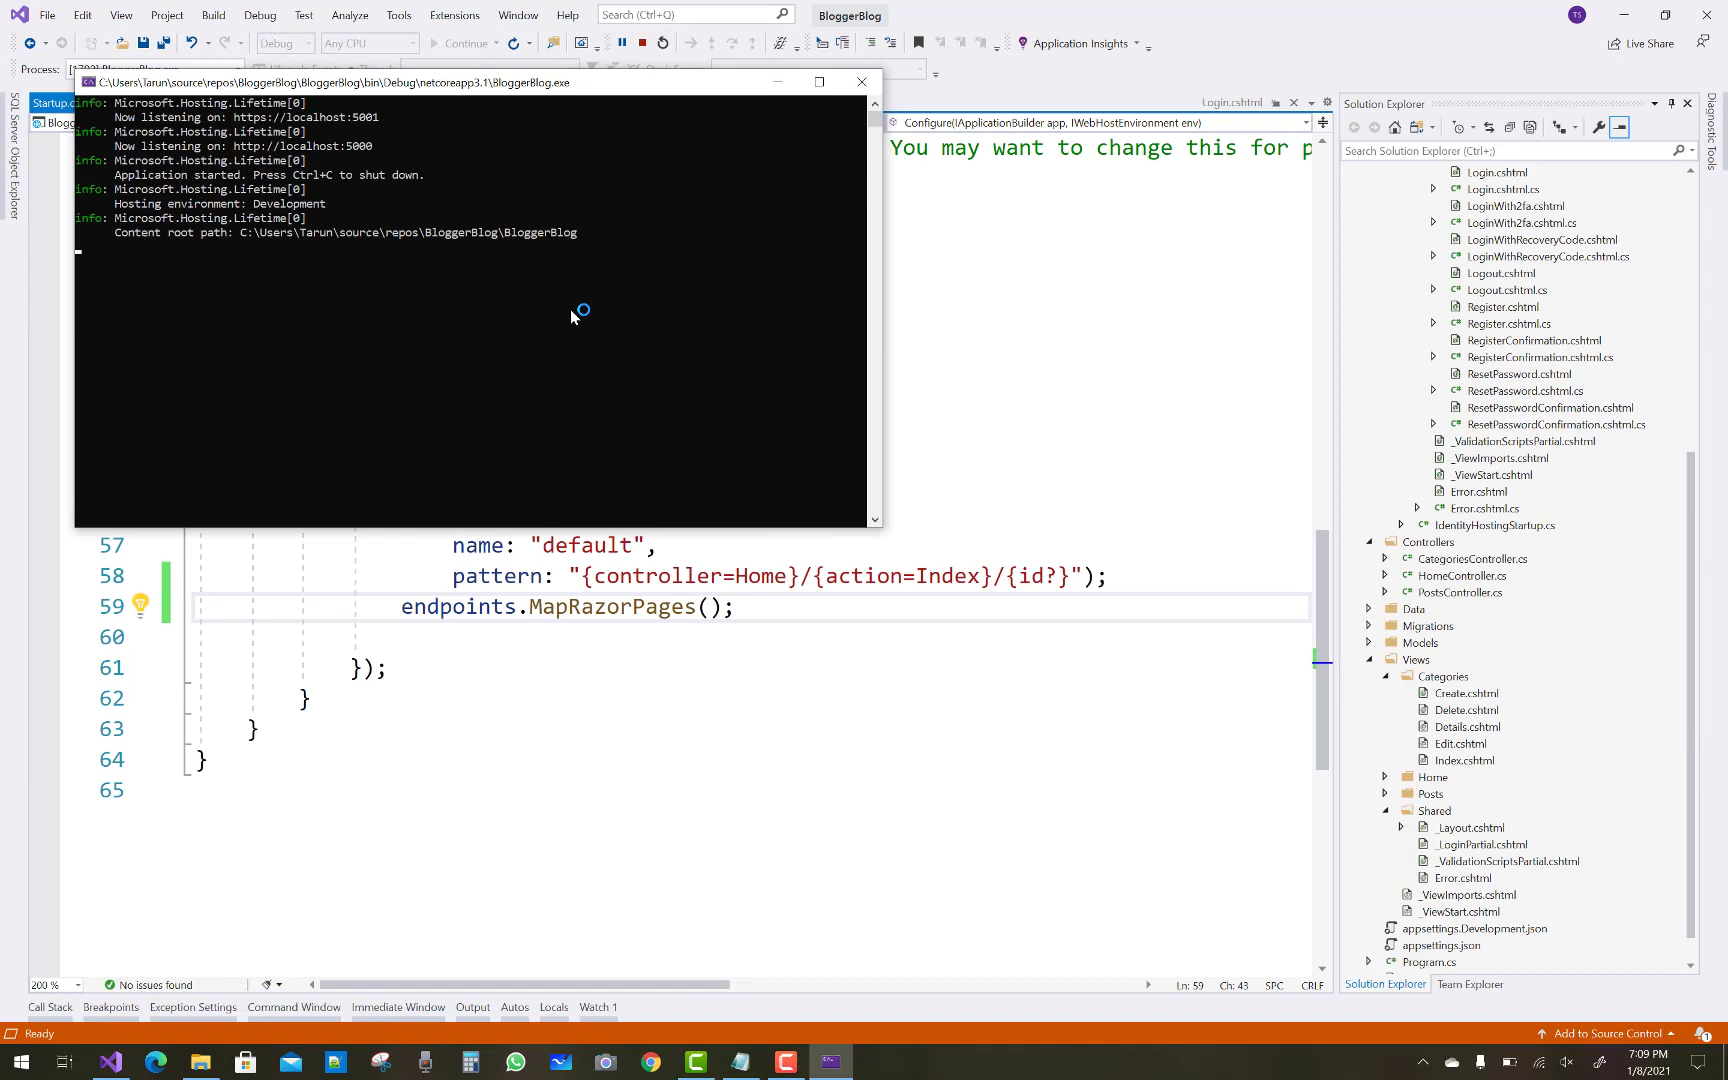 File Edit View Project Build Debug Test Analyze Tools Extensions Window Help Search (Ctrl+Q) BloggerBlog TS
Debug Any CPU Continue Application Insights Live Share
Process:
C:\Users\Tarun\source\repos\BloggerBlog\BloggerBlog\bin\Debug\netcoreapp3.1\BloggerBlog.exe
info: Microsoft.Hosting.Lifetime[0]
Now listening on: https://localhost:5001
info: Microsoft.Hosting.Lifetime[0]
Now listening on: http://localhost:5000
info: Microsoft.Hosting.Lifetime[0]
Application started. Press Ctrl+C to shut down.
info: Microsoft.Hosting.Lifetime[0]
Hosting environment: Development
info: Microsoft.Hosting.Lifetime[0]
Content root path: C:\Users\Tarun\source\repos\BloggerBlog\BloggerBlog
SQL Server Object Explorer
Startup.c
Blogg
Login.cshtml
Configure(IApplicationBuilder app, IWebHostEnvironment env)
You may want to change this for p
57 name: "default",
58 pattern: "{controller=Home}/{action=Index}/{id?}");
59 endpoints.MapRazorPages();
60
61 });
62 }
63 }
64 }
65
200 % No issues found Ln: 59 Ch: 43 SPC CRLF
Call Stack Breakpoints Exception Settings Command Window Immediate Window Output Autos Locals Watch 1
Solution Explorer
Search Solution Explorer (Ctrl+;)
Login.cshtml
Login.cshtml.cs
LoginWith2fa.cshtml
LoginWith2fa.cshtml.cs
LoginWithRecoveryCode.cshtml
LoginWithRecoveryCode.cshtml.cs
Logout.cshtml
Logout.cshtml.cs
Register.cshtml
Register.cshtml.cs
RegisterConfirmation.cshtml
RegisterConfirmation.cshtml.cs
ResetPassword.cshtml
ResetPassword.cshtml.cs
ResetPasswordConfirmation.cshtml
ResetPasswordConfirmation.cshtml.cs
_ValidationScriptsPartial.cshtml
_ViewImports.cshtml
_ViewStart.cshtml
Error.cshtml
Error.cshtml.cs
IdentityHostingStartup.cs
Controllers
CategoriesController.cs
HomeController.cs
PostsController.cs
Data
Migrations
Models
Views
Categories
Create.cshtml
Delete.cshtml
Details.cshtml
Edit.cshtml
Index.cshtml
Home
Posts
Shared
_Layout.cshtml
_LoginPartial.cshtml
_ValidationScriptsPartial.cshtml
Error.cshtml
_ViewImports.cshtml
_ViewStart.cshtml
appsettings.Development.json
appsettings.json
Program.cs
Solution Explorer Team Explorer
Diagnostic Tools
Ready Add to Source Control 1
7:09 PM
1/8/2021